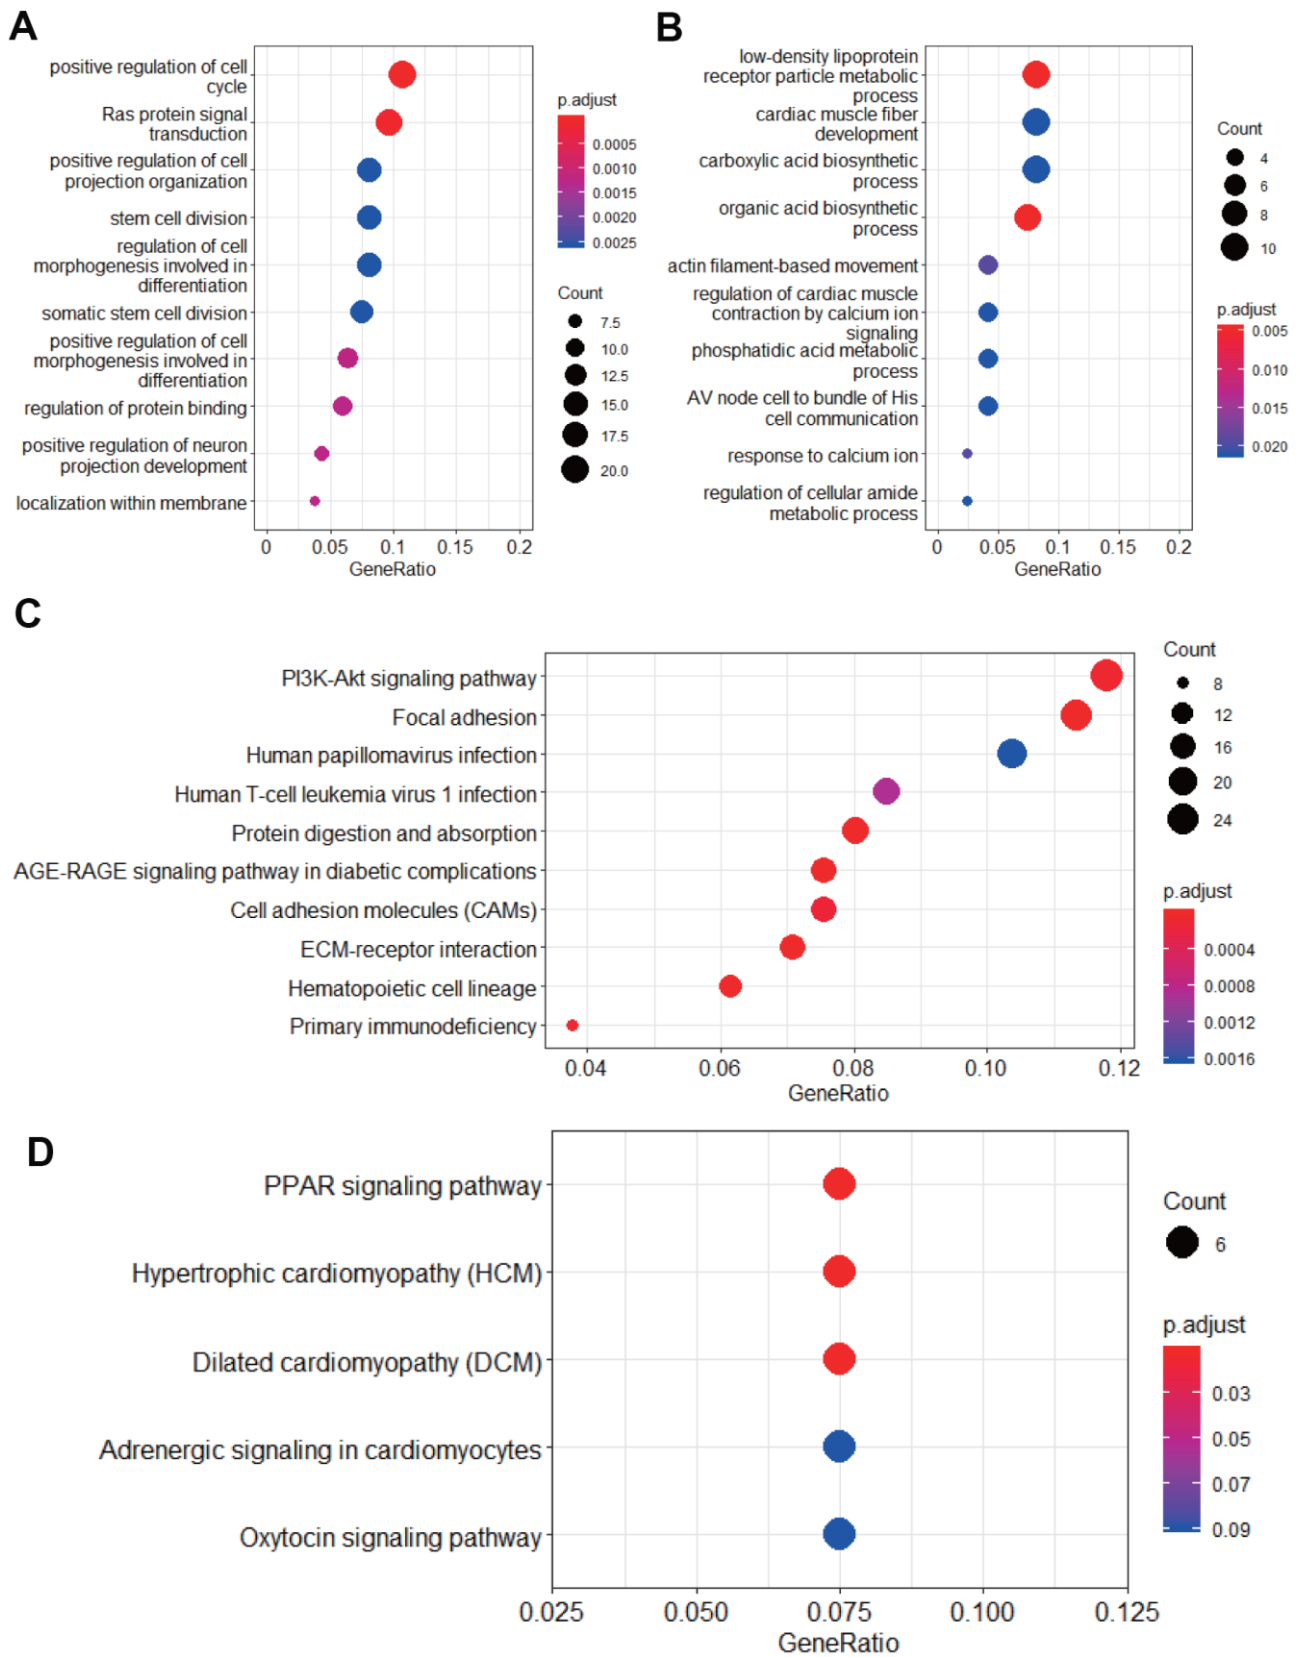 A
positive regulation of cell
cycle
Ras protein signal
transduction
positive regulation of cell
projection organization
stem cell division
regulation of cell
morphogenesis involved in
differentiation
somatic stem cell division
positive regulation of cell
morphogenesis involved in
differentiation
regulation of protein binding
positive regulation of neuron
projection development
localization within membrane
0 0.05 0.1 0.15 0.2
GeneRatio
p.adjust
0.0005
0.0010
0.0015
0.0020
0.0025
Count
7.5
10.0
12.5
15.0
17.5
20.0
B
low-density lipoprotein
receptor particle metabolic
process
cardiac muscle fiber
development
carboxylic acid biosynthetic
process
organic acid biosynthetic
process
actin filament-based movement
regulation of cardiac muscle
contraction by calcium ion
signaling
phosphatidic acid metabolic
process
AV node cell to bundle of His
cell communication
response to calcium ion
regulation of cellular amide
metabolic process
0 0.05 0.1 0.15 0.2
GeneRatio
Count
4
6
8
10
p.adjust
0.005
0.010
0.015
0.020
C
PI3K-Akt signaling pathway
Focal adhesion
Human papillomavirus infection
Human T-cell leukemia virus 1 infection
Protein digestion and absorption
AGE-RAGE signaling pathway in diabetic complications
Cell adhesion molecules (CAMs)
ECM-receptor interaction
Hematopoietic cell lineage
Primary immunodeficiency
0.04 0.06 0.08 0.10 0.12
GeneRatio
Count
8
12
16
20
24
p.adjust
0.0004
0.0008
0.0012
0.0016
D
PPAR signaling pathway
Hypertrophic cardiomyopathy (HCM)
Dilated cardiomyopathy (DCM)
Adrenergic signaling in cardiomyocytes
Oxytocin signaling pathway
0.025 0.050 0.075 0.100 0.125
GeneRatio
Count
6
p.adjust
0.03
0.05
0.07
0.09